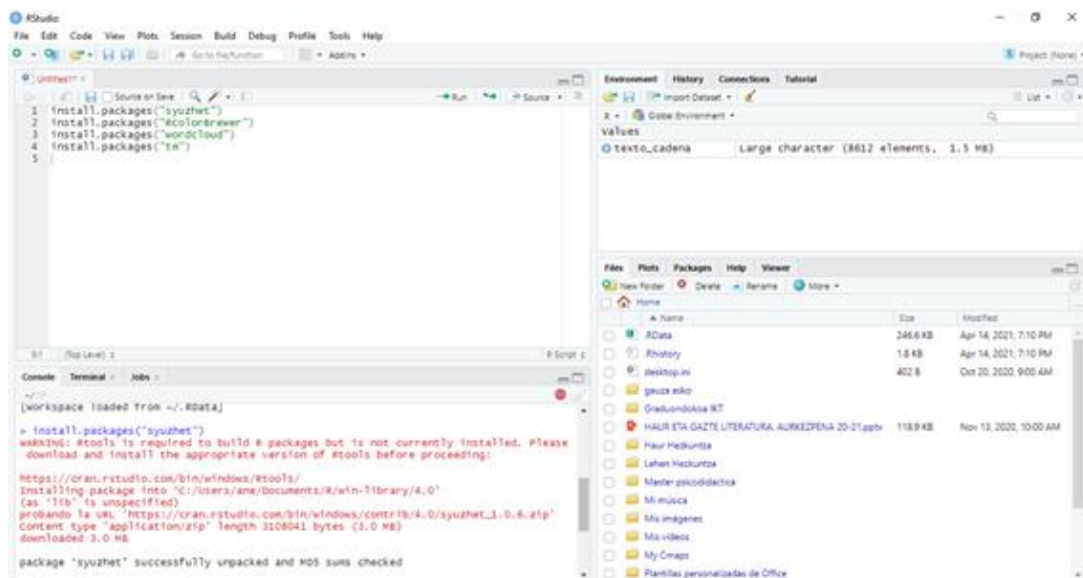 RStudio
File Edit Code View Plots Session Build Debug Profile Tools Help
Go to file/function Addins
Project: (None)
Untitled1*
Source on Save Run Source
1 install.packages("syuzhet")
2 install.packages("RColorBrewer")
3 install.packages("wordcloud")
4 install.packages("tm")
5
5:1 (Top Level) R Script
Console Terminal Jobs
~/
[workspace loaded from ~/.RData]
> install.packages("syuzhet")
WARNING: Rtools is required to build R packages but is not currently installed. Please
download and install the appropriate version of Rtools before proceeding:
https://cran.rstudio.com/bin/windows/Rtools/
Installing package into 'C:/Users/ane/Documents/R/win-library/4.0'
(as 'lib' is unspecified)
probando la URL 'https://cran.rstudio.com/bin/windows/contrib/4.0/syuzhet_1.0.6.zip'
Content type 'application/zip' length 3108041 bytes (3.0 MB)
downloaded 3.0 MB
package 'syuzhet' successfully unpacked and MD5 sums checked
Environment History Connections Tutorial
Import Dataset List
R Global Environment
values
texto_cadena Large character (8612 elements, 1.5 MB)
Files Plots Packages Help Viewer
New Folder Delete Rename More
Home
Name Size Modified
.RData 246.6 KB Apr 14, 2021, 7:10 PM
.Rhistory 1.8 KB Apr 14, 2021, 7:10 PM
desktop.ini 402 B Oct 20, 2020, 9:00 AM
gauza asko
Graduondokoa IKT
HAUR ETA GAZTE LITERATURA. AURKEZPENA 20-21.pptx 118.9 KB Nov 13, 2020, 10:00 AM
Haur Hezkuntza
Lehen Hezkuntza
Master psicodidactica
Mi música
Mis imágenes
Mis vídeos
My Cmaps
Plantillas personalizadas de Office